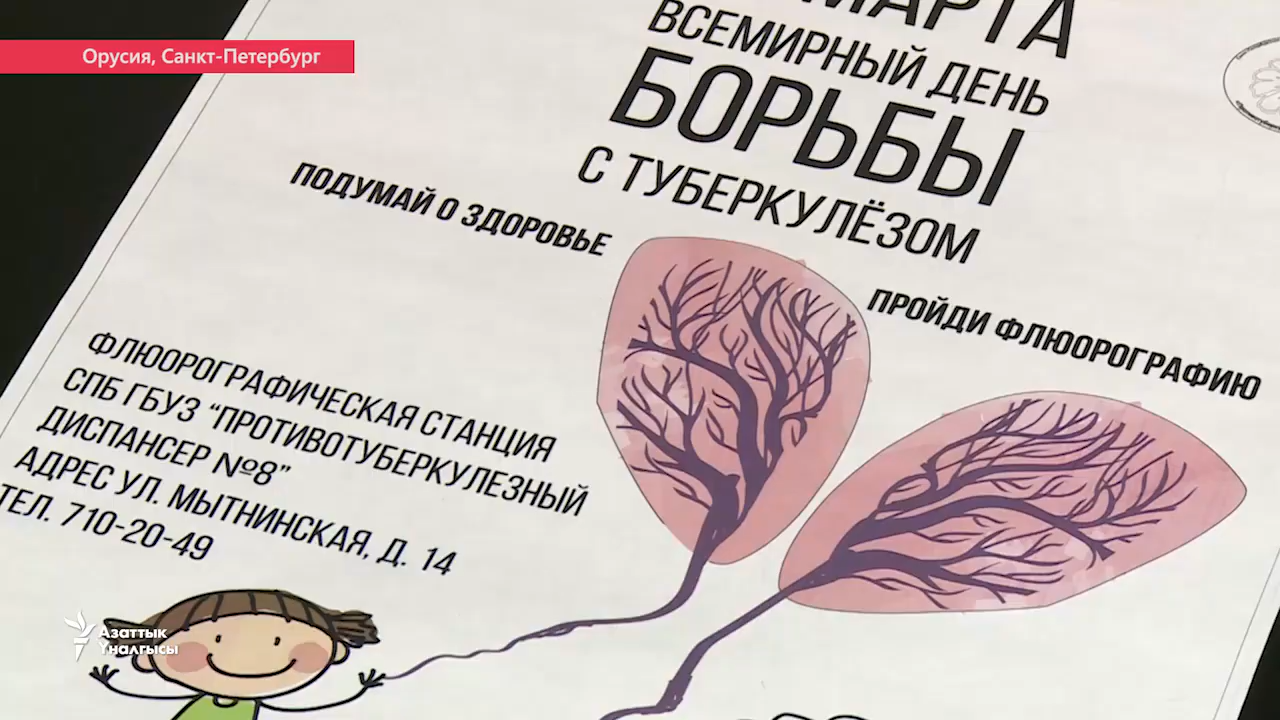 Орусия, Санкт-Петербург
МАРТА
ВСЕМИРНЫЙ ДЕНЬ
БОРЬБЫ
С ТУБЕРКУЛЁЗОМ
ПОДУМАЙ О ЗДОРОВЬЕ
ПРОЙДИ ФЛЮОРОГРАФИЮ
ФЛЮОРОГРАФИЧЕСКАЯ СТАНЦИЯ
СПБ ГБУЗ “ПРОТИВОТУБЕРКУЛЕЗНЫЙ
ДИСПАНСЕР №8”
АДРЕС УЛ. МЫТНИНСКАЯ, Д. 14
ТЕЛ. 710-20-49
Азаттык
Үналгысы